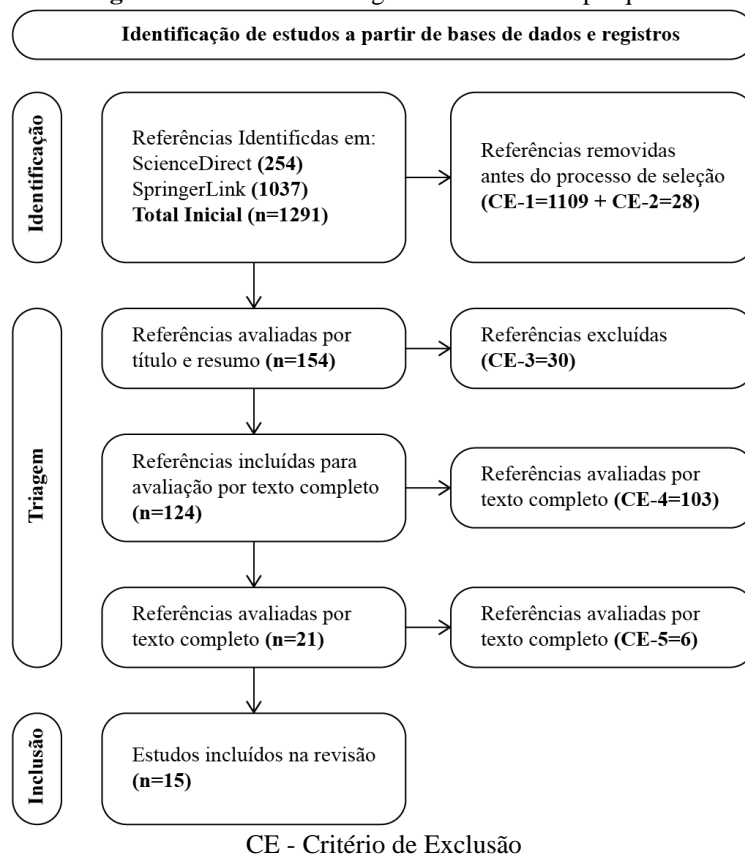 Identificação de estudos a partir de bases de dados e registros
Identificação
Referências Identificdas em:
ScienceDirect (254)
SpringerLink (1037)
Total Inicial (n=1291)
Referências removidas
antes do processo de seleção
(CE-1=1109 + CE-2=28)
Triagem
Referências avaliadas por
título e resumo (n=154)
Referências excluídas
(CE-3=30)
Referências incluídas para
avaliação por texto completo
(n=124)
Referências avaliadas por
texto completo (CE-4=103)
Referências avaliadas por
texto completo (n=21)
Referências avaliadas por
texto completo (CE-5=6)
Inclusão
Estudos incluídos na revisão
(n=15)
CE - Critério de Exclusão